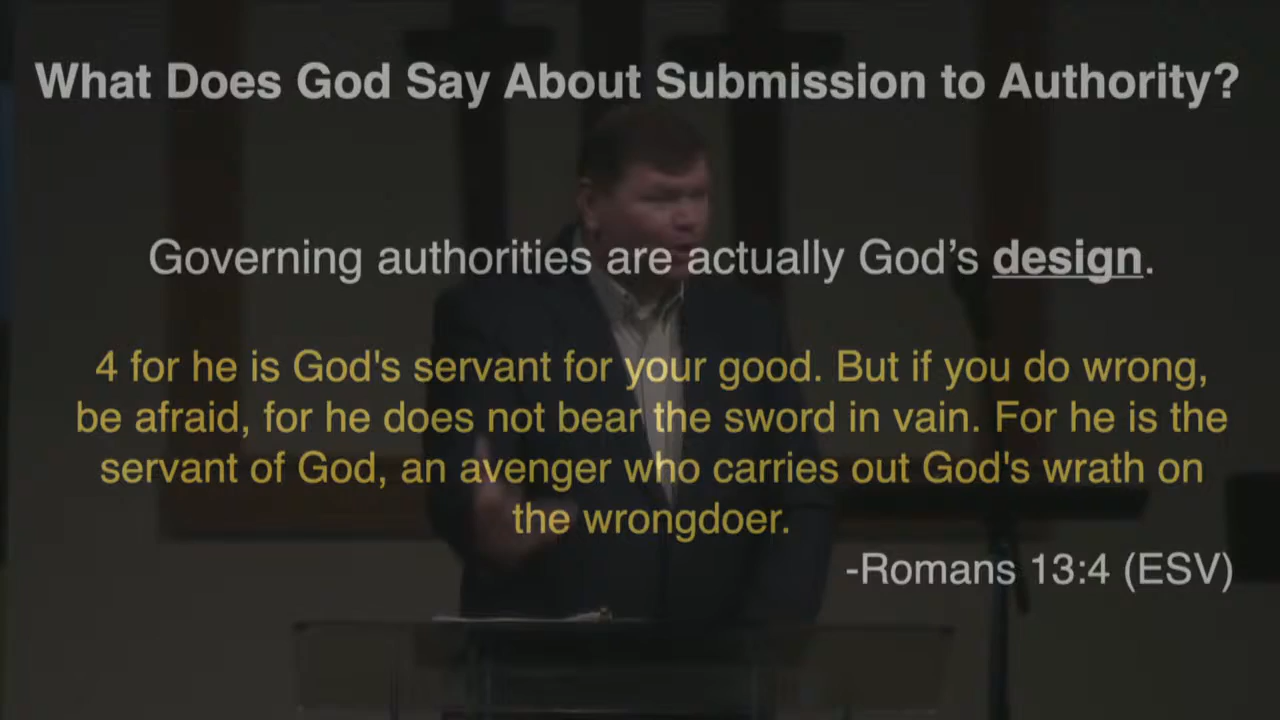 What Does God Say About Submission to Authority?
Governing authorities are actually God’s design.
4 for he is God's servant for your good. But if you do wrong,
be afraid, for he does not bear the sword in vain. For he is the
servant of God, an avenger who carries out God's wrath on
the wrongdoer.
-Romans 13:4 (ESV)